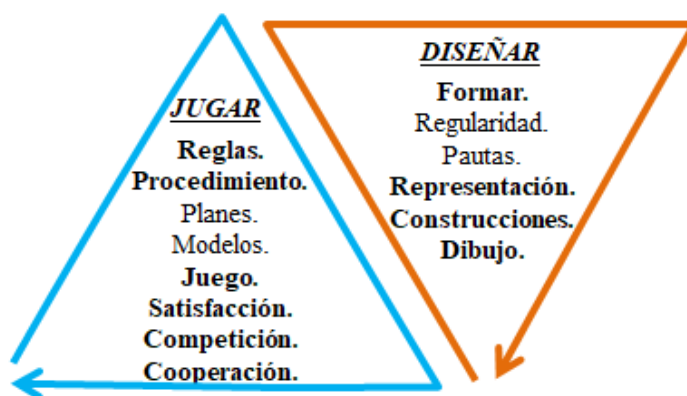 JUGAR
Reglas.
Procedimiento.
Planes.
Modelos.
Juego.
Satisfacción.
Competición.
Cooperación.
DISEÑAR
Formar.
Regularidad.
Pautas.
Representación.
Construcciones.
Dibujo.